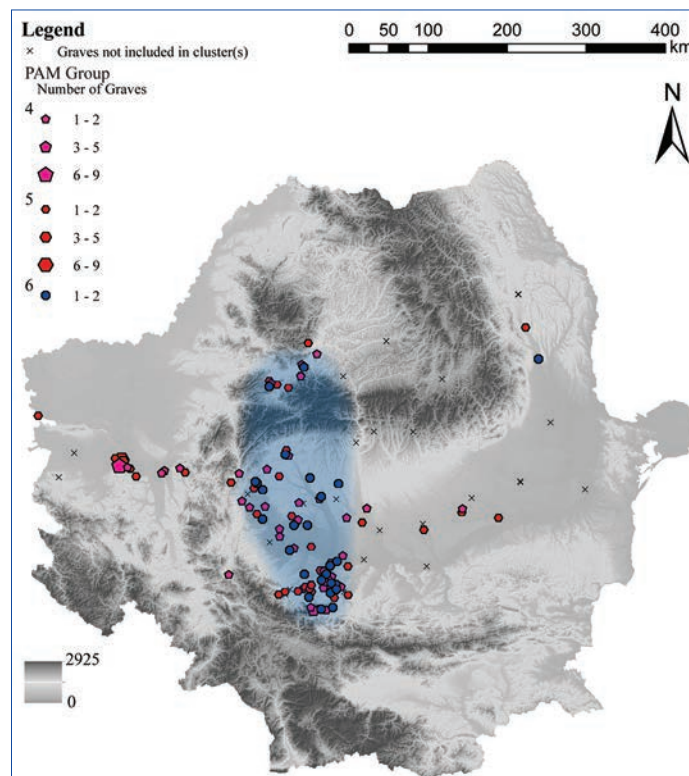 Legend
Graves not included in cluster(s)
PAM Group
Number of Graves
4
1 - 2
3 - 5
6 - 9
5
1 - 2
3 - 5
6 - 9
6
1 - 2
0 50 100 200 300 400
km
N
2925
0